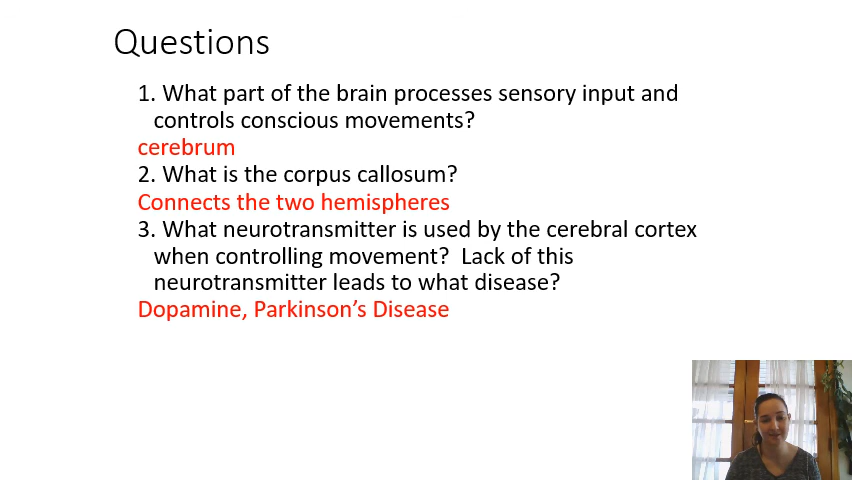 Questions
1. What part of the brain processes sensory input and
controls conscious movements?
cerebrum
2. What is the corpus callosum?
Connects the two hemispheres
3. What neurotransmitter is used by the cerebral cortex
when controlling movement?  Lack of this
neurotransmitter leads to what disease?
Dopamine, Parkinson’s Disease